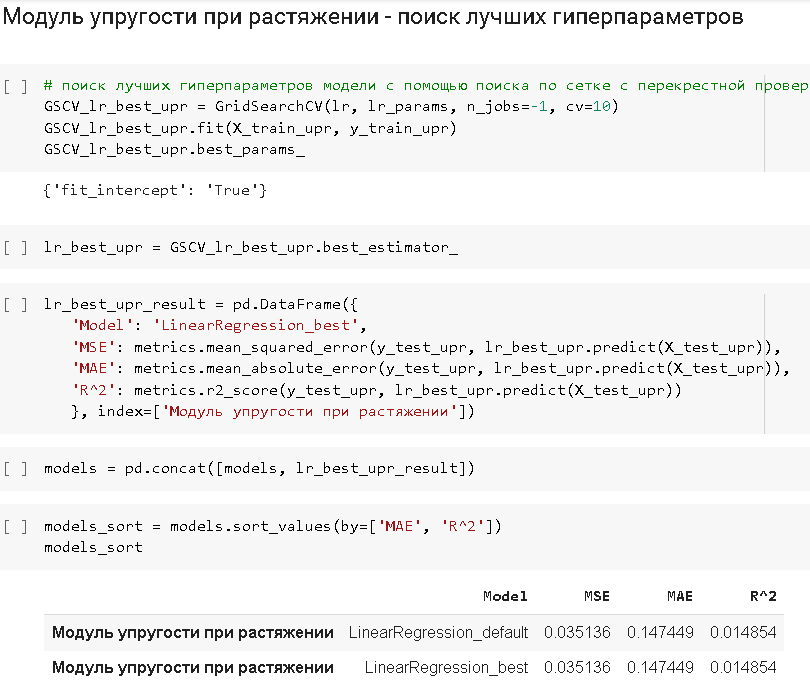 Модуль упругости при растяжении - поиск лучших гиперпараметров
[ ] # поиск лучших гиперпараметров модели с помощью поиска по сетке с перекрестной провер
GSCV_lr_best_upr = GridSearchCV(lr, lr_params, n_jobs=-1, cv=10)
GSCV_lr_best_upr.fit(X_train_upr, y_train_upr)
GSCV_lr_best_upr.best_params_
{'fit_intercept': 'True'}
[ ] lr_best_upr = GSCV_lr_best_upr.best_estimator_
[ ] lr_best_upr_result = pd.DataFrame({
'Model': 'LinearRegression_best',
'MSE': metrics.mean_squared_error(y_test_upr, lr_best_upr.predict(X_test_upr)),
'MAE': metrics.mean_absolute_error(y_test_upr, lr_best_upr.predict(X_test_upr)),
'R^2': metrics.r2_score(y_test_upr, lr_best_upr.predict(X_test_upr))
}, index=['Модуль упругости при растяжении'])
[ ] models = pd.concat([models, lr_best_upr_result])
[ ] models_sort = models.sort_values(by=['MAE', 'R^2'])
models_sort
Model MSE MAE R^2
Модуль упругости при растяжении LinearRegression_default 0.035136 0.147449 0.014854
Модуль упругости при растяжении LinearRegression_best 0.035136 0.147449 0.014854